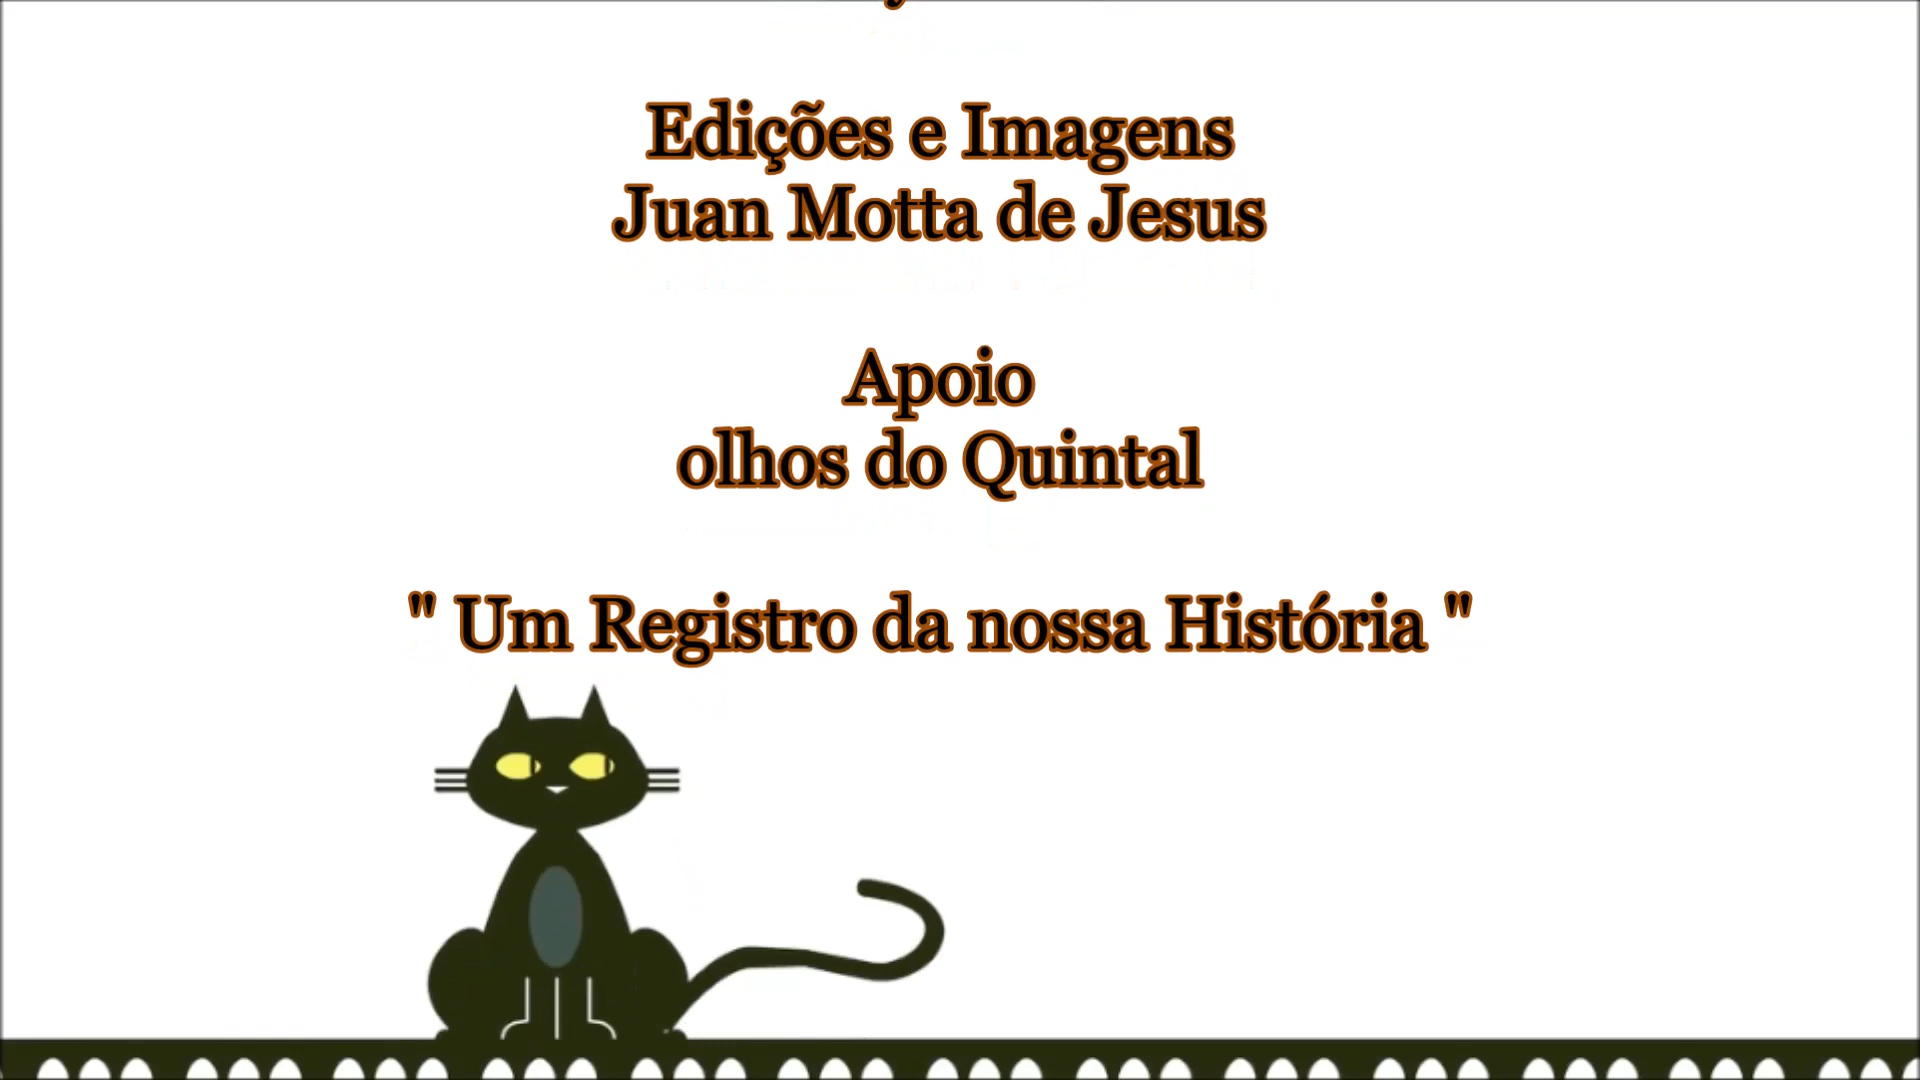 Edições e Imagens
Juan Motta de Jesus
Apoio
olhos do Quintal
" Um Registro da nossa História "